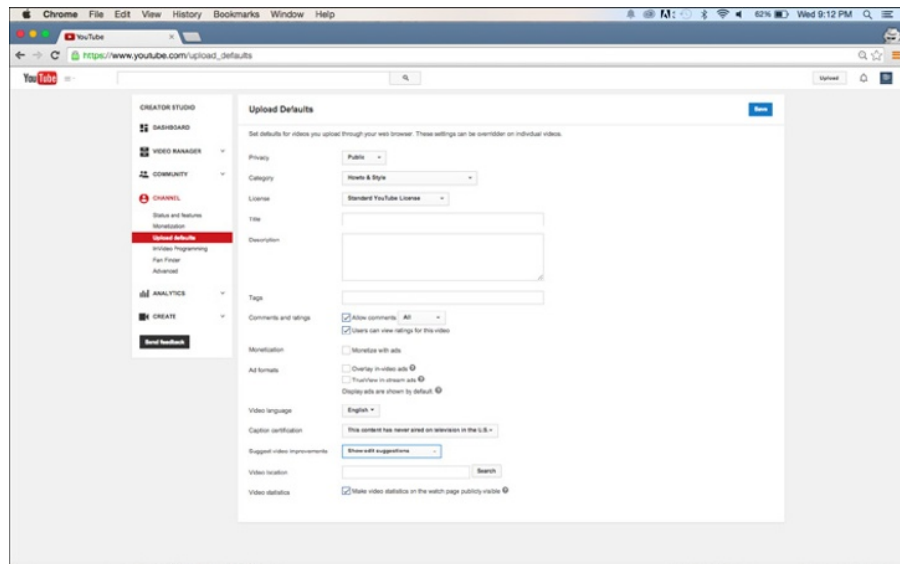 Chrome File Edit View History Bookmarks Window Help 62% Wed 9:12 PM
YouTube
https://www.youtube.com/upload_defaults
YouTube Upload
CREATOR STUDIO
DASHBOARD
VIDEO MANAGER
COMMUNITY
CHANNEL
Status and features
Monetization
Upload defaults
InVideo Programming
Fan Finder
Advanced
ANALYTICS
CREATE
Send feedback
Upload Defaults Save
Set defaults for videos you upload through your web browser. These settings can be overridden on individual videos.
Privacy Public
Category Howto & Style
License Standard YouTube License
Title
Description
Tags
Comments and ratings Allow comments All
Users can view ratings for this video
Monetization Monetize with ads
Ad formats Overlay in-video ads
TrueView in-stream ads
Display ads are shown by default.
Video language English
Caption certification This content has never aired on television in the U.S.
Suggest video improvements Show edit suggestions
Video location Search
Video statistics Make video statistics on the watch page publicly visible